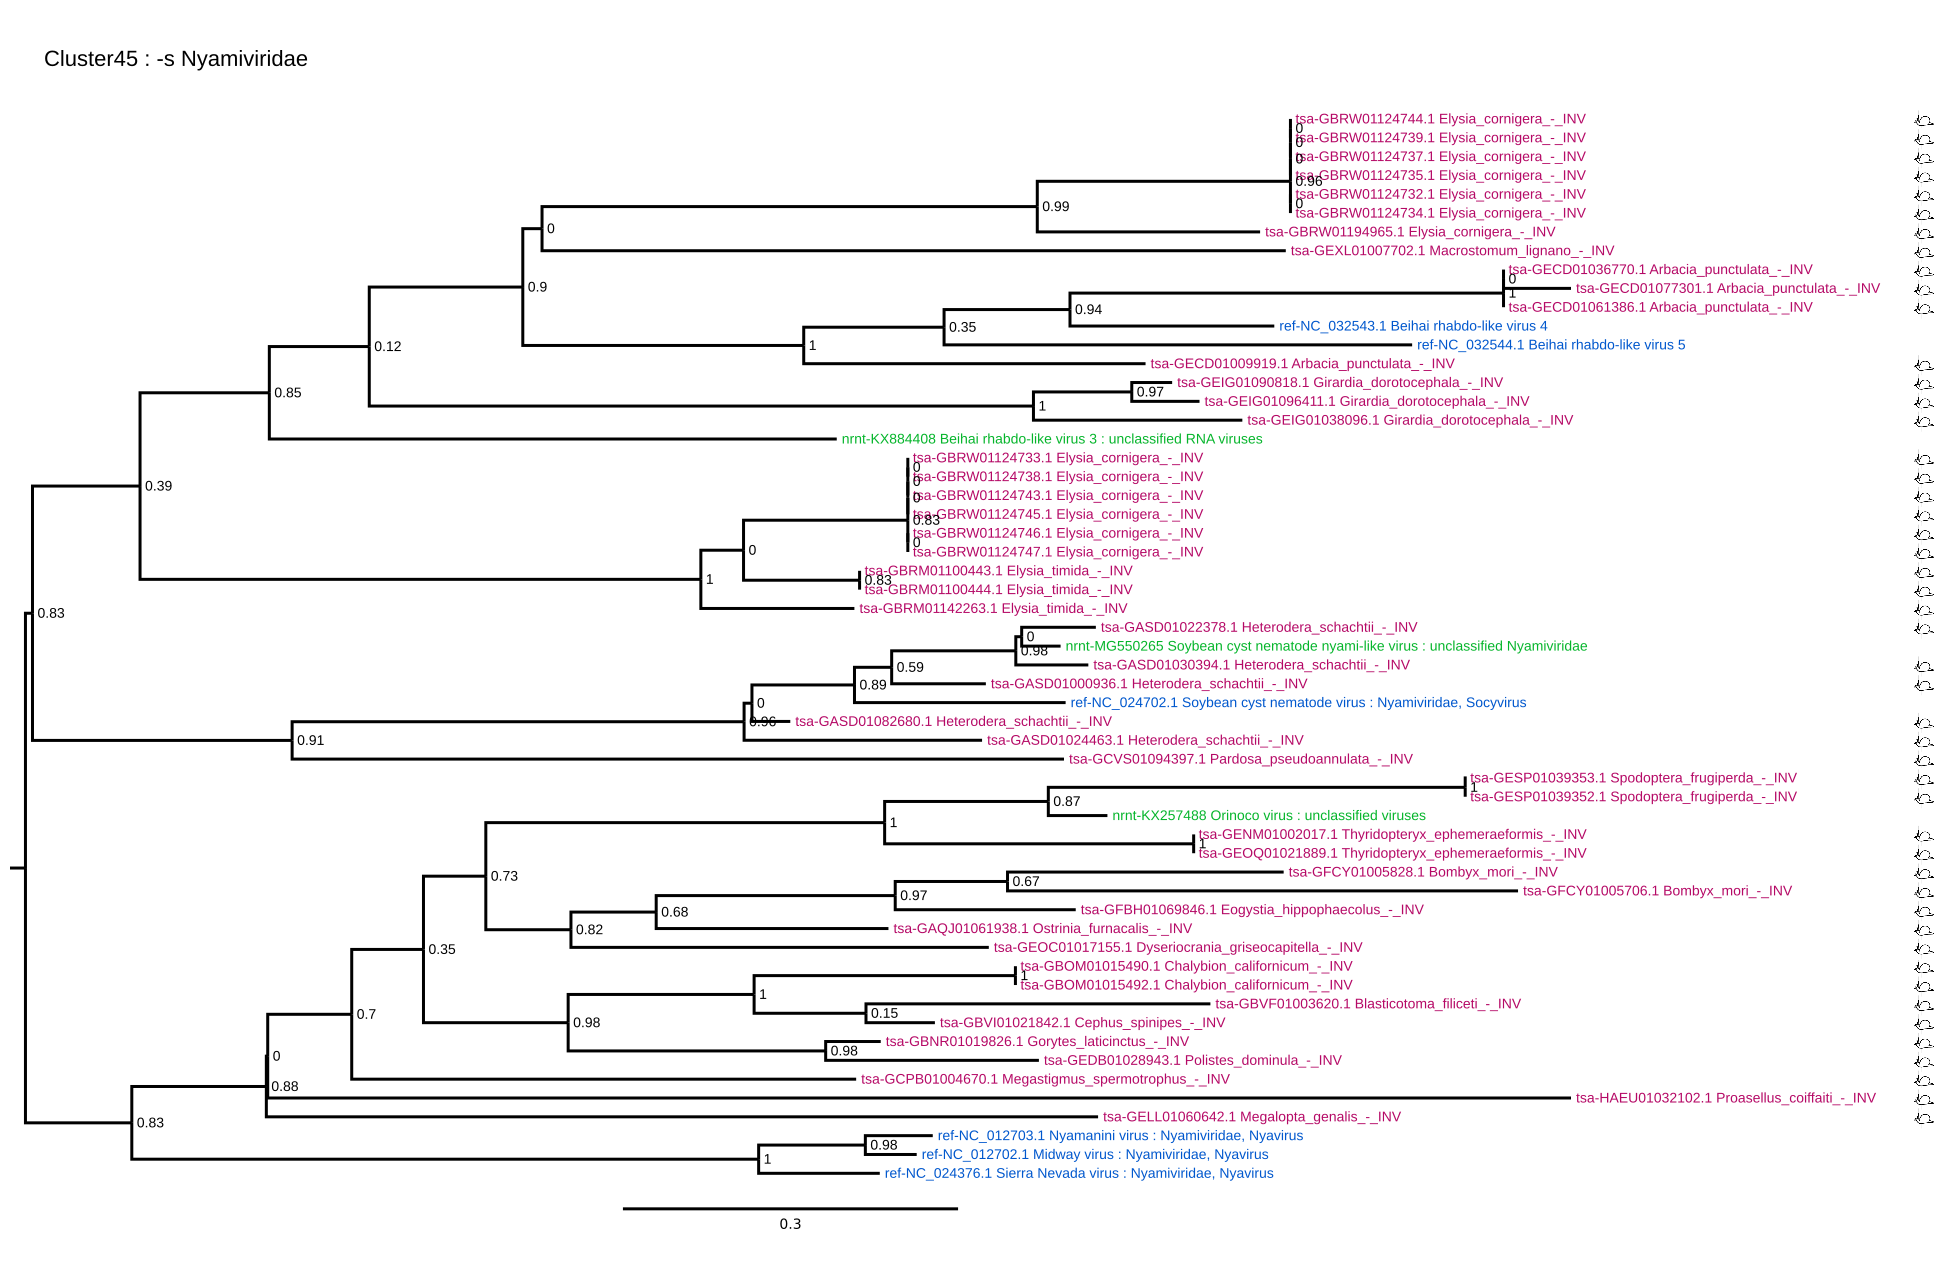 Cluster45 : -s Nyamiviridae
tsa-GBRW01124744.1 Elysia_cornigera_-_INV
0
tsa-GBRW01124739.1 Elysia_cornigera_-_INV
0
tsa-GBRW01124737.1 Elysia_cornigera_-_INV
0
tsa-GBRW01124735.1 Elysia_cornigera_-_INV
0.96
tsa-GBRW01124732.1 Elysia_cornigera_-_INV
0
tsa-GBRW01124734.1 Elysia_cornigera_-_INV
0.99
tsa-GBRW01194965.1 Elysia_cornigera_-_INV
0
tsa-GEXL01007702.1 Macrostomum_lignano_-_INV
tsa-GECD01036770.1 Arbacia_punctulata_-_INV
0
0.9
tsa-GECD01077301.1 Arbacia_punctulata_-_INV
1
tsa-GECD01061386.1 Arbacia_punctulata_-_INV
0.94
ref-NC_032543.1 Beihai rhabdo-like virus 4
0.35
ref-NC_032544.1 Beihai rhabdo-like virus 5
1
0.12
tsa-GECD01009919.1 Arbacia_punctulata_-_INV
tsa-GEIG01090818.1 Girardia_dorotocephala_-_INV
0.97
0.85
tsa-GEIG01096411.1 Girardia_dorotocephala_-_INV
1
tsa-GEIG01038096.1 Girardia_dorotocephala_-_INV
nrnt-KX884408 Beihai rhabdo-like virus 3 : unclassified RNA viruses
tsa-GBRW01124733.1 Elysia_cornigera_-_INV
0
tsa-GBRW01124738.1 Elysia_cornigera_-_INV
0
0.39
tsa-GBRW01124743.1 Elysia_cornigera_-_INV
0
tsa-GBRW01124745.1 Elysia_cornigera_-_INV
0.83
tsa-GBRW01124746.1 Elysia_cornigera_-_INV
0
tsa-GBRW01124747.1 Elysia_cornigera_-_INV
0
tsa-GBRM01100443.1 Elysia_timida_-_INV
1
0.83
tsa-GBRM01100444.1 Elysia_timida_-_INV
tsa-GBRM01142263.1 Elysia_timida_-_INV
0.83
tsa-GASD01022378.1 Heterodera_schachtii_-_INV
0
nrnt-MG550265 Soybean cyst nematode nyami-like virus : unclassified Nyamiviridae
0.98
tsa-GASD01030394.1 Heterodera_schachtii_-_INV
0.59
tsa-GASD01000936.1 Heterodera_schachtii_-_INV
0.89
ref-NC_024702.1 Soybean cyst nematode virus : Nyamiviridae, Socyvirus
0
0.96
tsa-GASD01082680.1 Heterodera_schachtii_-_INV
0.91
tsa-GASD01024463.1 Heterodera_schachtii_-_INV
tsa-GCVS01094397.1 Pardosa_pseudoannulata_-_INV
tsa-GESP01039353.1 Spodoptera_frugiperda_-_INV
1
tsa-GESP01039352.1 Spodoptera_frugiperda_-_INV
0.87
nrnt-KX257488 Orinoco virus : unclassified viruses
1
tsa-GENM01002017.1 Thyridopteryx_ephemeraeformis_-_INV
1
tsa-GEOQ01021889.1 Thyridopteryx_ephemeraeformis_-_INV
0.73
tsa-GFCY01005828.1 Bombyx_mori_-_INV
0.67
tsa-GFCY01005706.1 Bombyx_mori_-_INV
0.97
tsa-GFBH01069846.1 Eogystia_hippophaecolus_-_INV
0.68
tsa-GAQJ01061938.1 Ostrinia_furnacalis_-_INV
0.82
tsa-GEOC01017155.1 Dyseriocrania_griseocapitella_-_INV
0.35
tsa-GBOM01015490.1 Chalybion_californicum_-_INV
1
tsa-GBOM01015492.1 Chalybion_californicum_-_INV
1
tsa-GBVF01003620.1 Blasticotoma_filiceti_-_INV
0.15
0.7
tsa-GBVI01021842.1 Cephus_spinipes_-_INV
0.98
tsa-GBNR01019826.1 Gorytes_laticinctus_-_INV
0.98
0
tsa-GEDB01028943.1 Polistes_dominula_-_INV
tsa-GCPB01004670.1 Megastigmus_spermotrophus_-_INV
0.88
tsa-HAEU01032102.1 Proasellus_coiffaiti_-_INV
tsa-GELL01060642.1 Megalopta_genalis_-_INV
0.83
ref-NC_012703.1 Nyamanini virus : Nyamiviridae, Nyavirus
0.98
ref-NC_012702.1 Midway virus : Nyamiviridae, Nyavirus
1
ref-NC_024376.1 Sierra Nevada virus : Nyamiviridae, Nyavirus
0.3